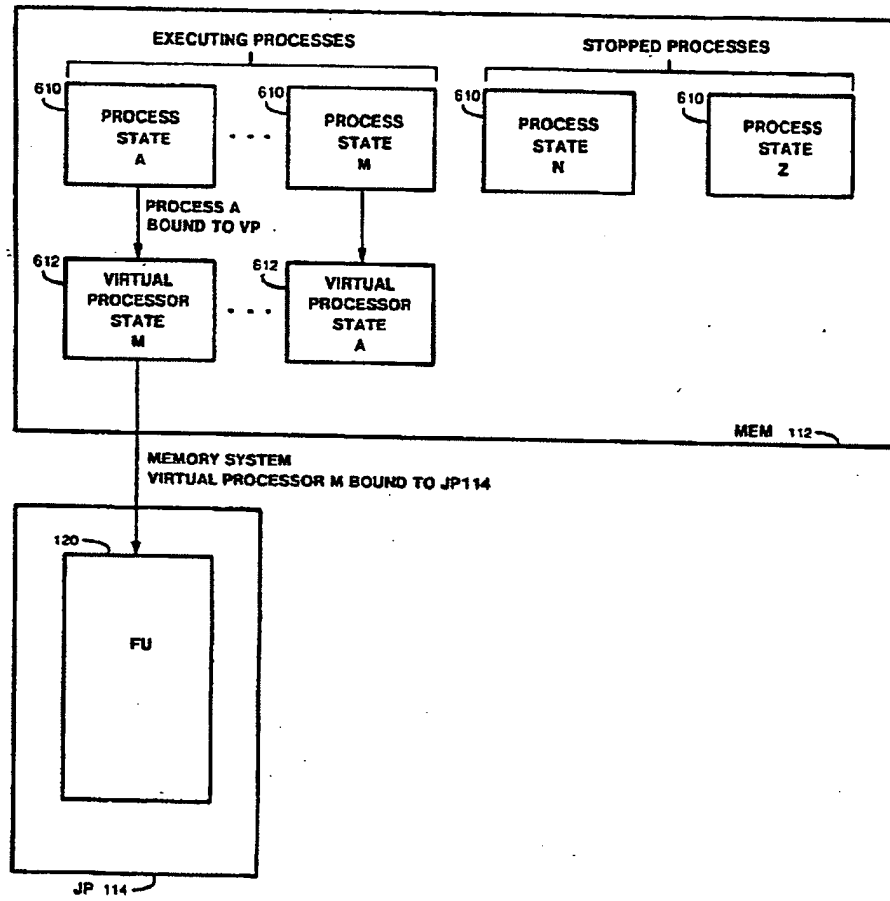 EXECUTING PROCESSES
STOPPED PROCESSES
610
PROCESS
STATE
A
610
PROCESS
STATE
M
610
PROCESS
STATE
N
610
PROCESS
STATE
Z
PROCESS A
BOUND TO VP
612
VIRTUAL
PROCESSOR
STATE
M
612
VIRTUAL
PROCESSOR
STATE
A
MEM 112
MEMORY SYSTEM
VIRTUAL PROCESSOR M BOUND TO JP114
120
FU
JP 114